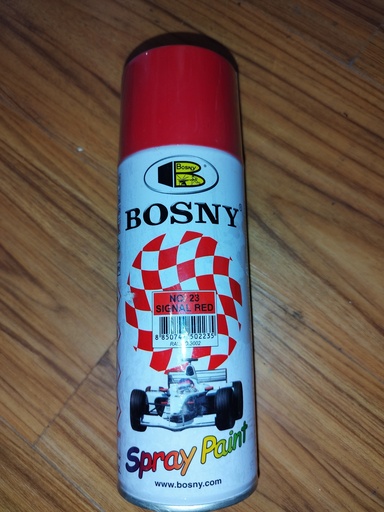 BOSNY
BOSNY
NO. 23
SIGNAL RED
Spray Paint
www.bosny.com